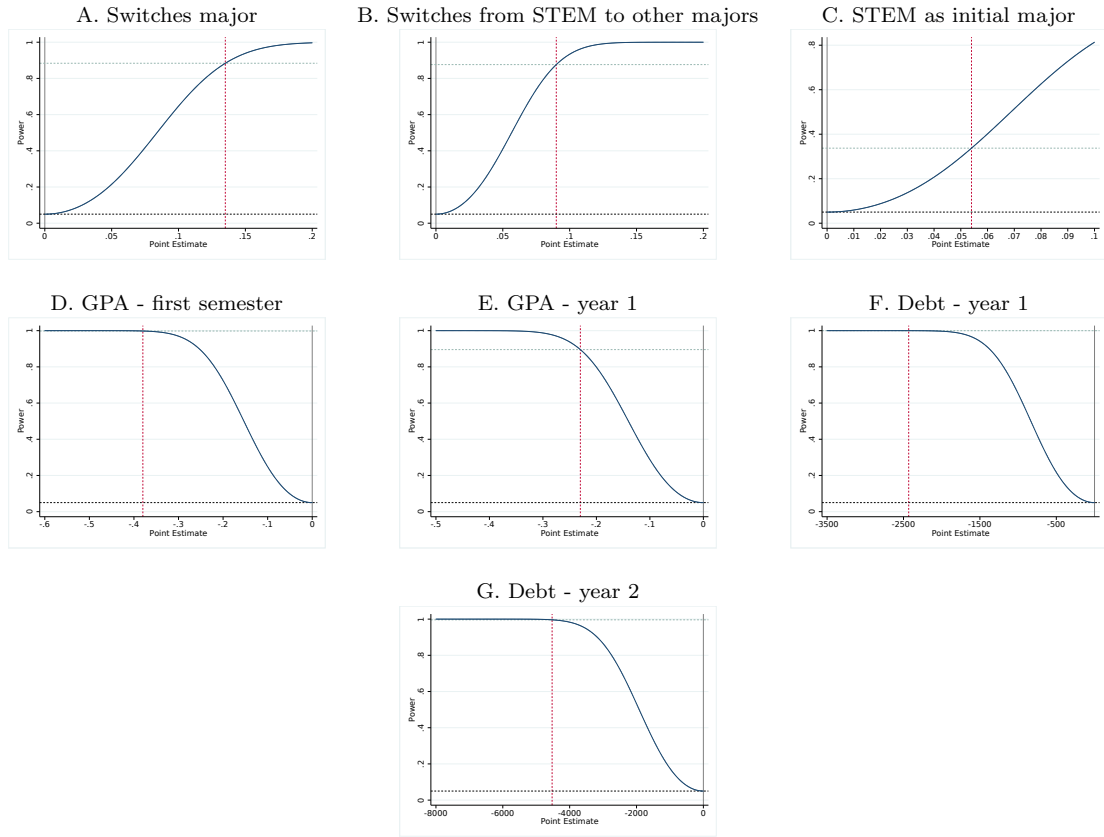 A. Switches major
B. Switches from STEM to other majors
C. STEM as initial major
Power
0 .2 .4 .6 .8 1
0 .05 .1 .15 .2
Point Estimate
Power
0 .2 .4 .6 .8 1
0 .05 .1 .15 .2
Point Estimate
Power
0 .2 .4 .6 .8
0 .01 .02 .03 .04 .05 .06 .07 .08 .09 .1
Point Estimate
D. GPA - first semester
E. GPA - year 1
F. Debt - year 1
Power
0 .2 .4 .6 .8 1
-.6 -.5 -.4 -.3 -.2 -.1 0
Point Estimate
Power
0 .2 .4 .6 .8 1
-.5 -.4 -.3 -.2 -.1 0
Point Estimate
Power
0 .2 .4 .6 .8 1
-3500 -2500 -1500 -500
Point Estimate
G. Debt - year 2
Power
0 .2 .4 .6 .8 1
-8000 -6000 -4000 -2000 0
Point Estimate